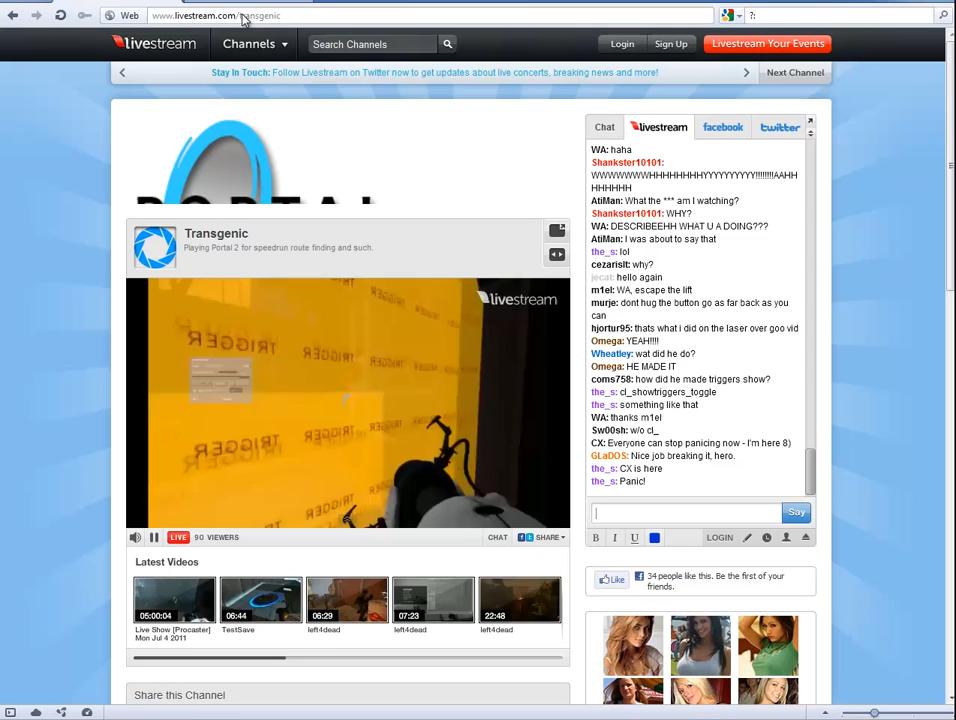 Web www.livestream.com/transgenic ?:
livestream Channels Search Channels Login Sign Up Livestream Your Events
Stay In Touch: Follow Livestream on Twitter now to get updates about live concerts, breaking news and more! Next Channel
PORTAL
Transgenic
Playing Portal 2 for speedrun route finding and such.
livestream
TRIGGER TRIGGER
TRIGGER TRIGGER
TRIGGER TRIGGER
LIVE 90 VIEWERS CHAT SHARE
Latest Videos
05:00:04 06:44 06:29 07:23 22:48
Live Show [Procaster] TestSave left4dead left4dead left4dead
Mon Jul 4 2011
Share this Channel
Chat livestream facebook twitter
WA: haha
Shankster10101:
WWWWWWWHHHHHHHHYYYYYYYYY!!!!!!!!AAHH
HHHHHHH
AtiMan: What the *** am I watching?
Shankster10101: WHY?
WA: DESCRIBEEHH WHAT U A DOING???
AtiMan: I was about to say that
the_s: lol
cezarislt: why?
jecat: hello again
m1el: WA, escape the lift
murje: dont hug the button go as far back as you
can
hjortur95: thats what i did on the laser over goo vid
Omega: YEAH!!!!
Wheatley: wat did he do?
Omega: HE MADE IT
coms758: how did he made triggers show?
the_s: cl_showtriggers_toggle
the_s: something like that
WA: thanks m1el
Sw00sh: w/o cl_
CX: Everyone can stop panicing now - I'm here 8)
GLaDOS: Nice job breaking it, hero.
the_s: CX is here
the_s: Panic!
Say
B I U LOGIN
Like 34 people like this. Be the first of your
friends.